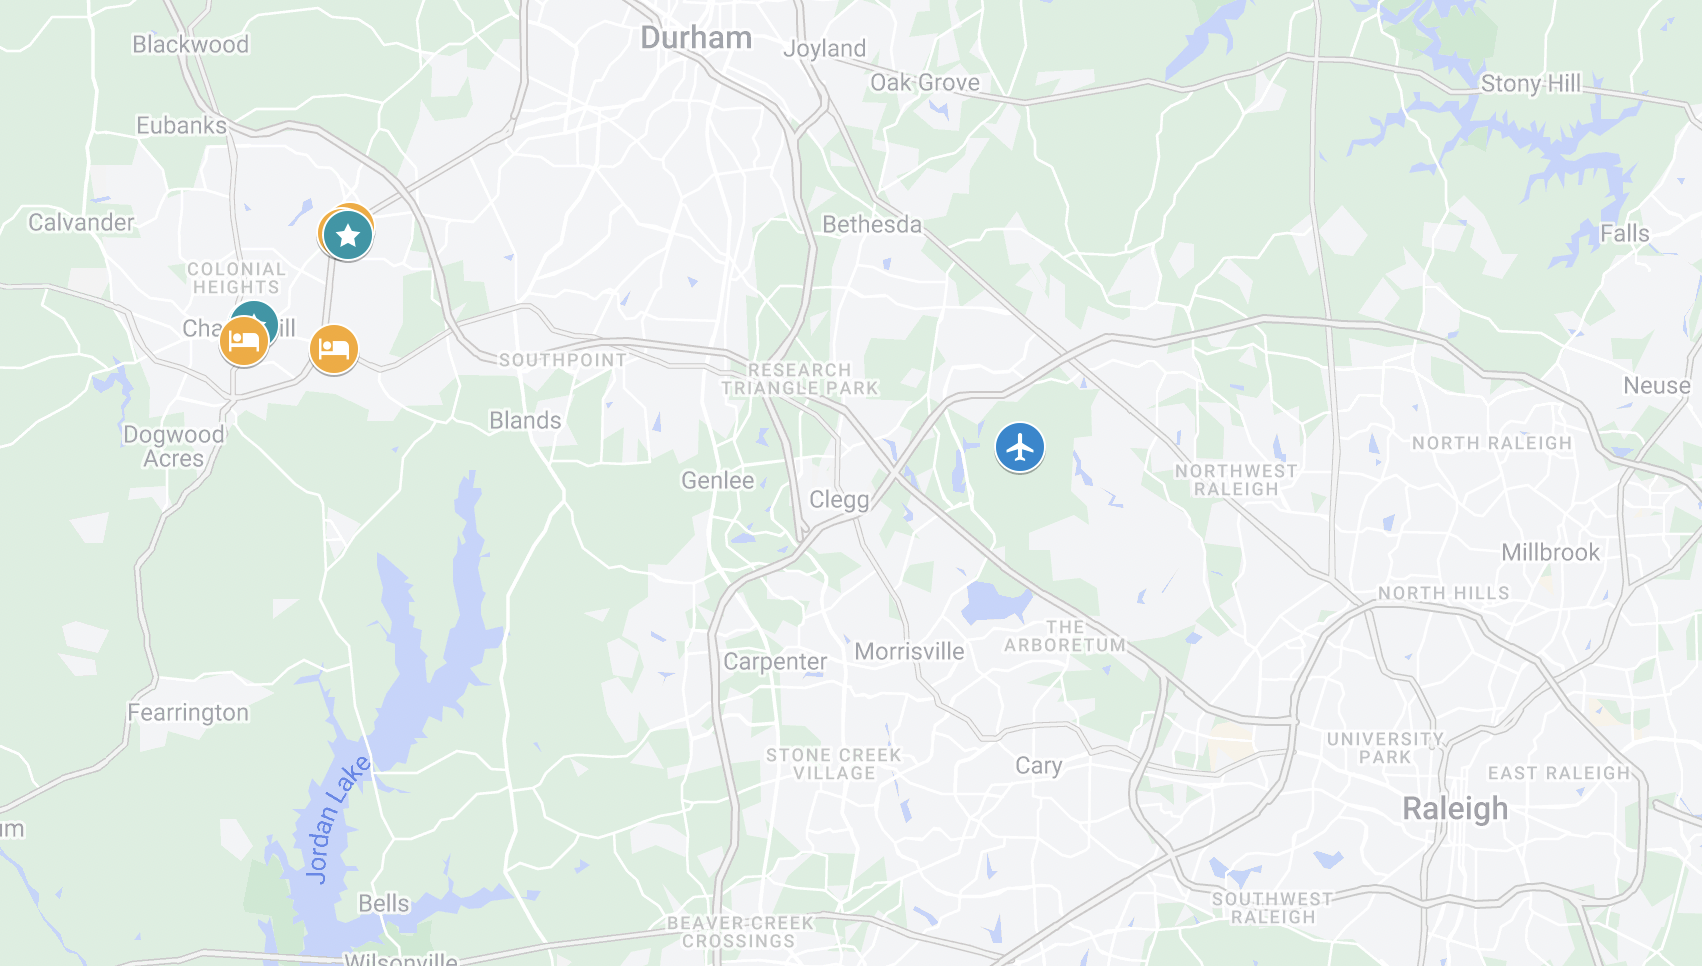 Durham
Blackwood
Joyland
Oak Grove
Stony Hill
Eubanks
Calvander
Bethesda
Falls
COLONIAL
HEIGHTS
SOUTHPOINT
RESEARCH
TRIANGLE PARK
Neuse
Blands
Dogwood
Acres
NORTH RALEIGH
Genlee
NORTHWEST
RALEIGH
Clegg
Millbrook
NORTH HILLS
THE
ARBORETUM
Morrisville
Carpenter
Fearrington
UNIVERSITY
PARK
STONE CREEK
VILLAGE
Cary
EAST RALEIGH
Jordan Lake
Raleigh
Bells
SOUTHWEST
RALEIGH
BEAVER CREEK
CROSSINGS
Wilsonville